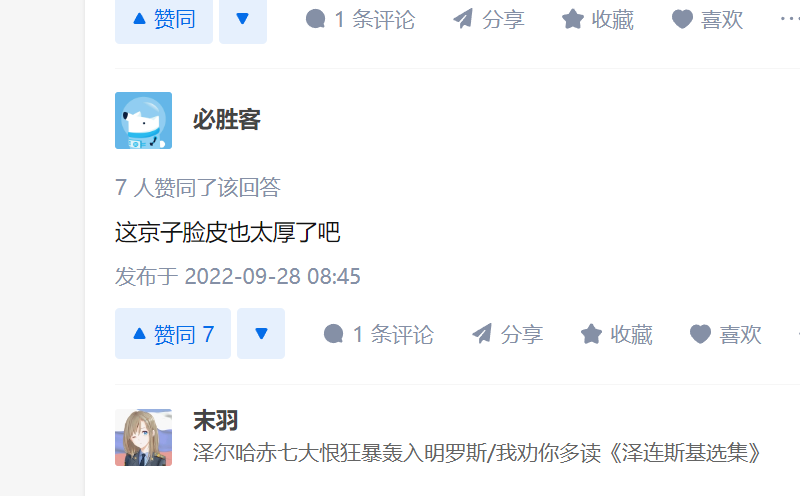 赞同
1 条评论 分享 收藏 喜欢 ...
必胜客
7 人赞同了该回答
这京子脸皮也太厚了吧
发布于 2022-09-28 08:45
赞同 7 1 条评论 分享 收藏 喜欢
末羽
泽尔哈赤七大恨狂暴轰入明罗斯/我劝你多读《泽连斯基选集》